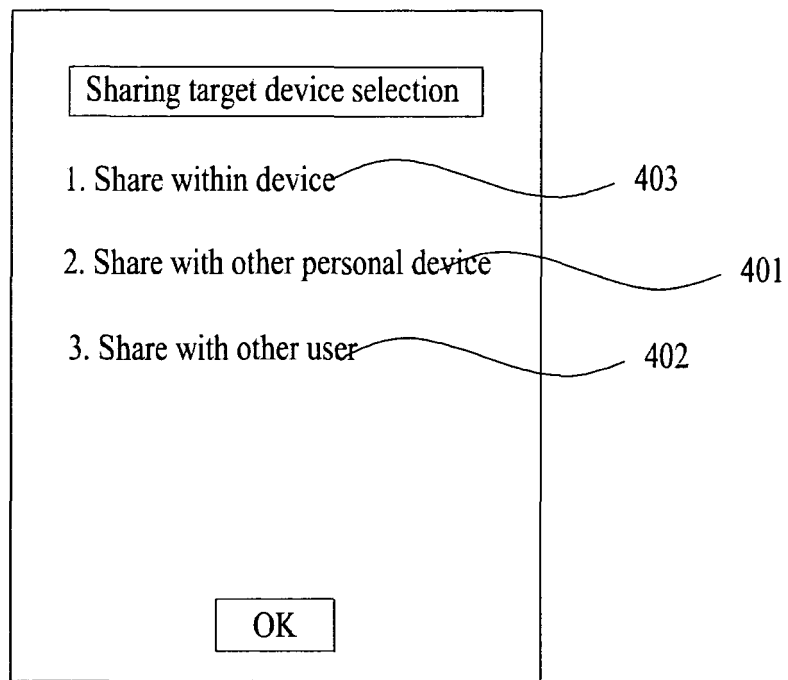 Sharing target device selection
1. Share within device 403
2. Share with other personal device 401
3. Share with other user 402
OK